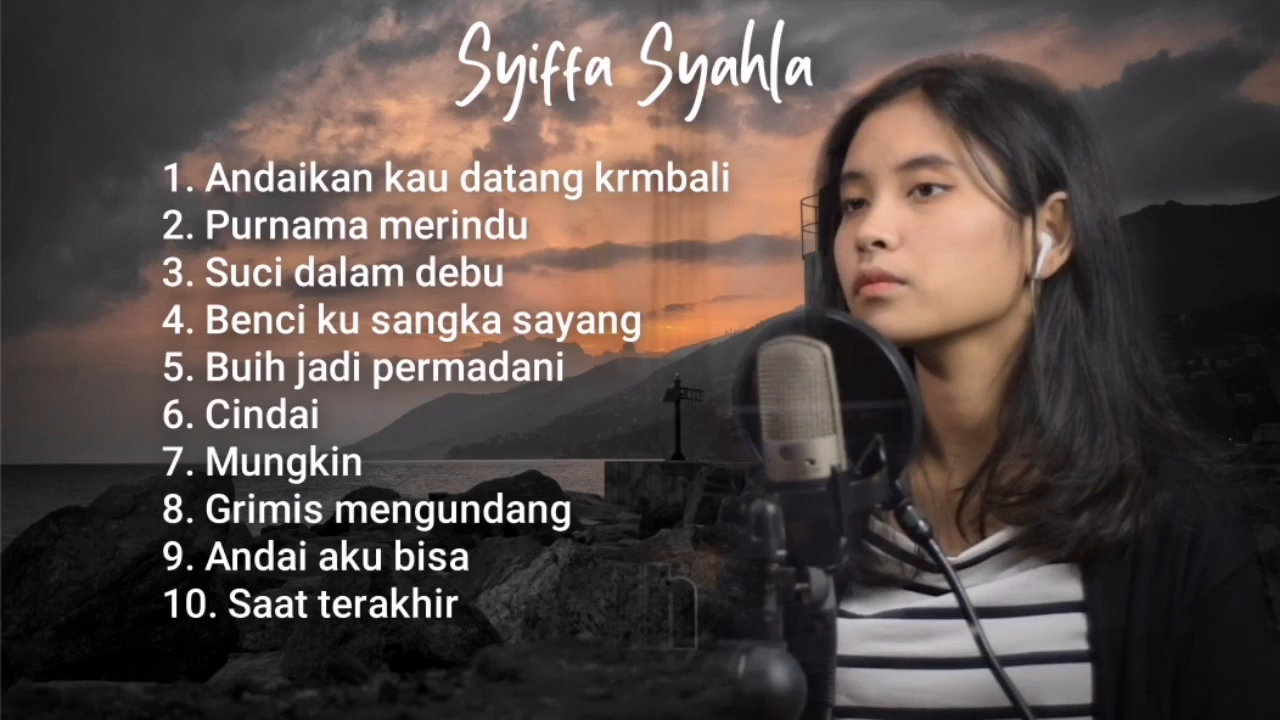 Syiffa Syahla
1. Andaikan kau datang krmbali
2. Purnama merindu
3. Suci dalam debu
4. Benci ku sangka sayang
5. Buih jadi permadani
6. Cindai
7. Mungkin
8. Grimis mengundang
9. Andai aku bisa
10. Saat terakhir